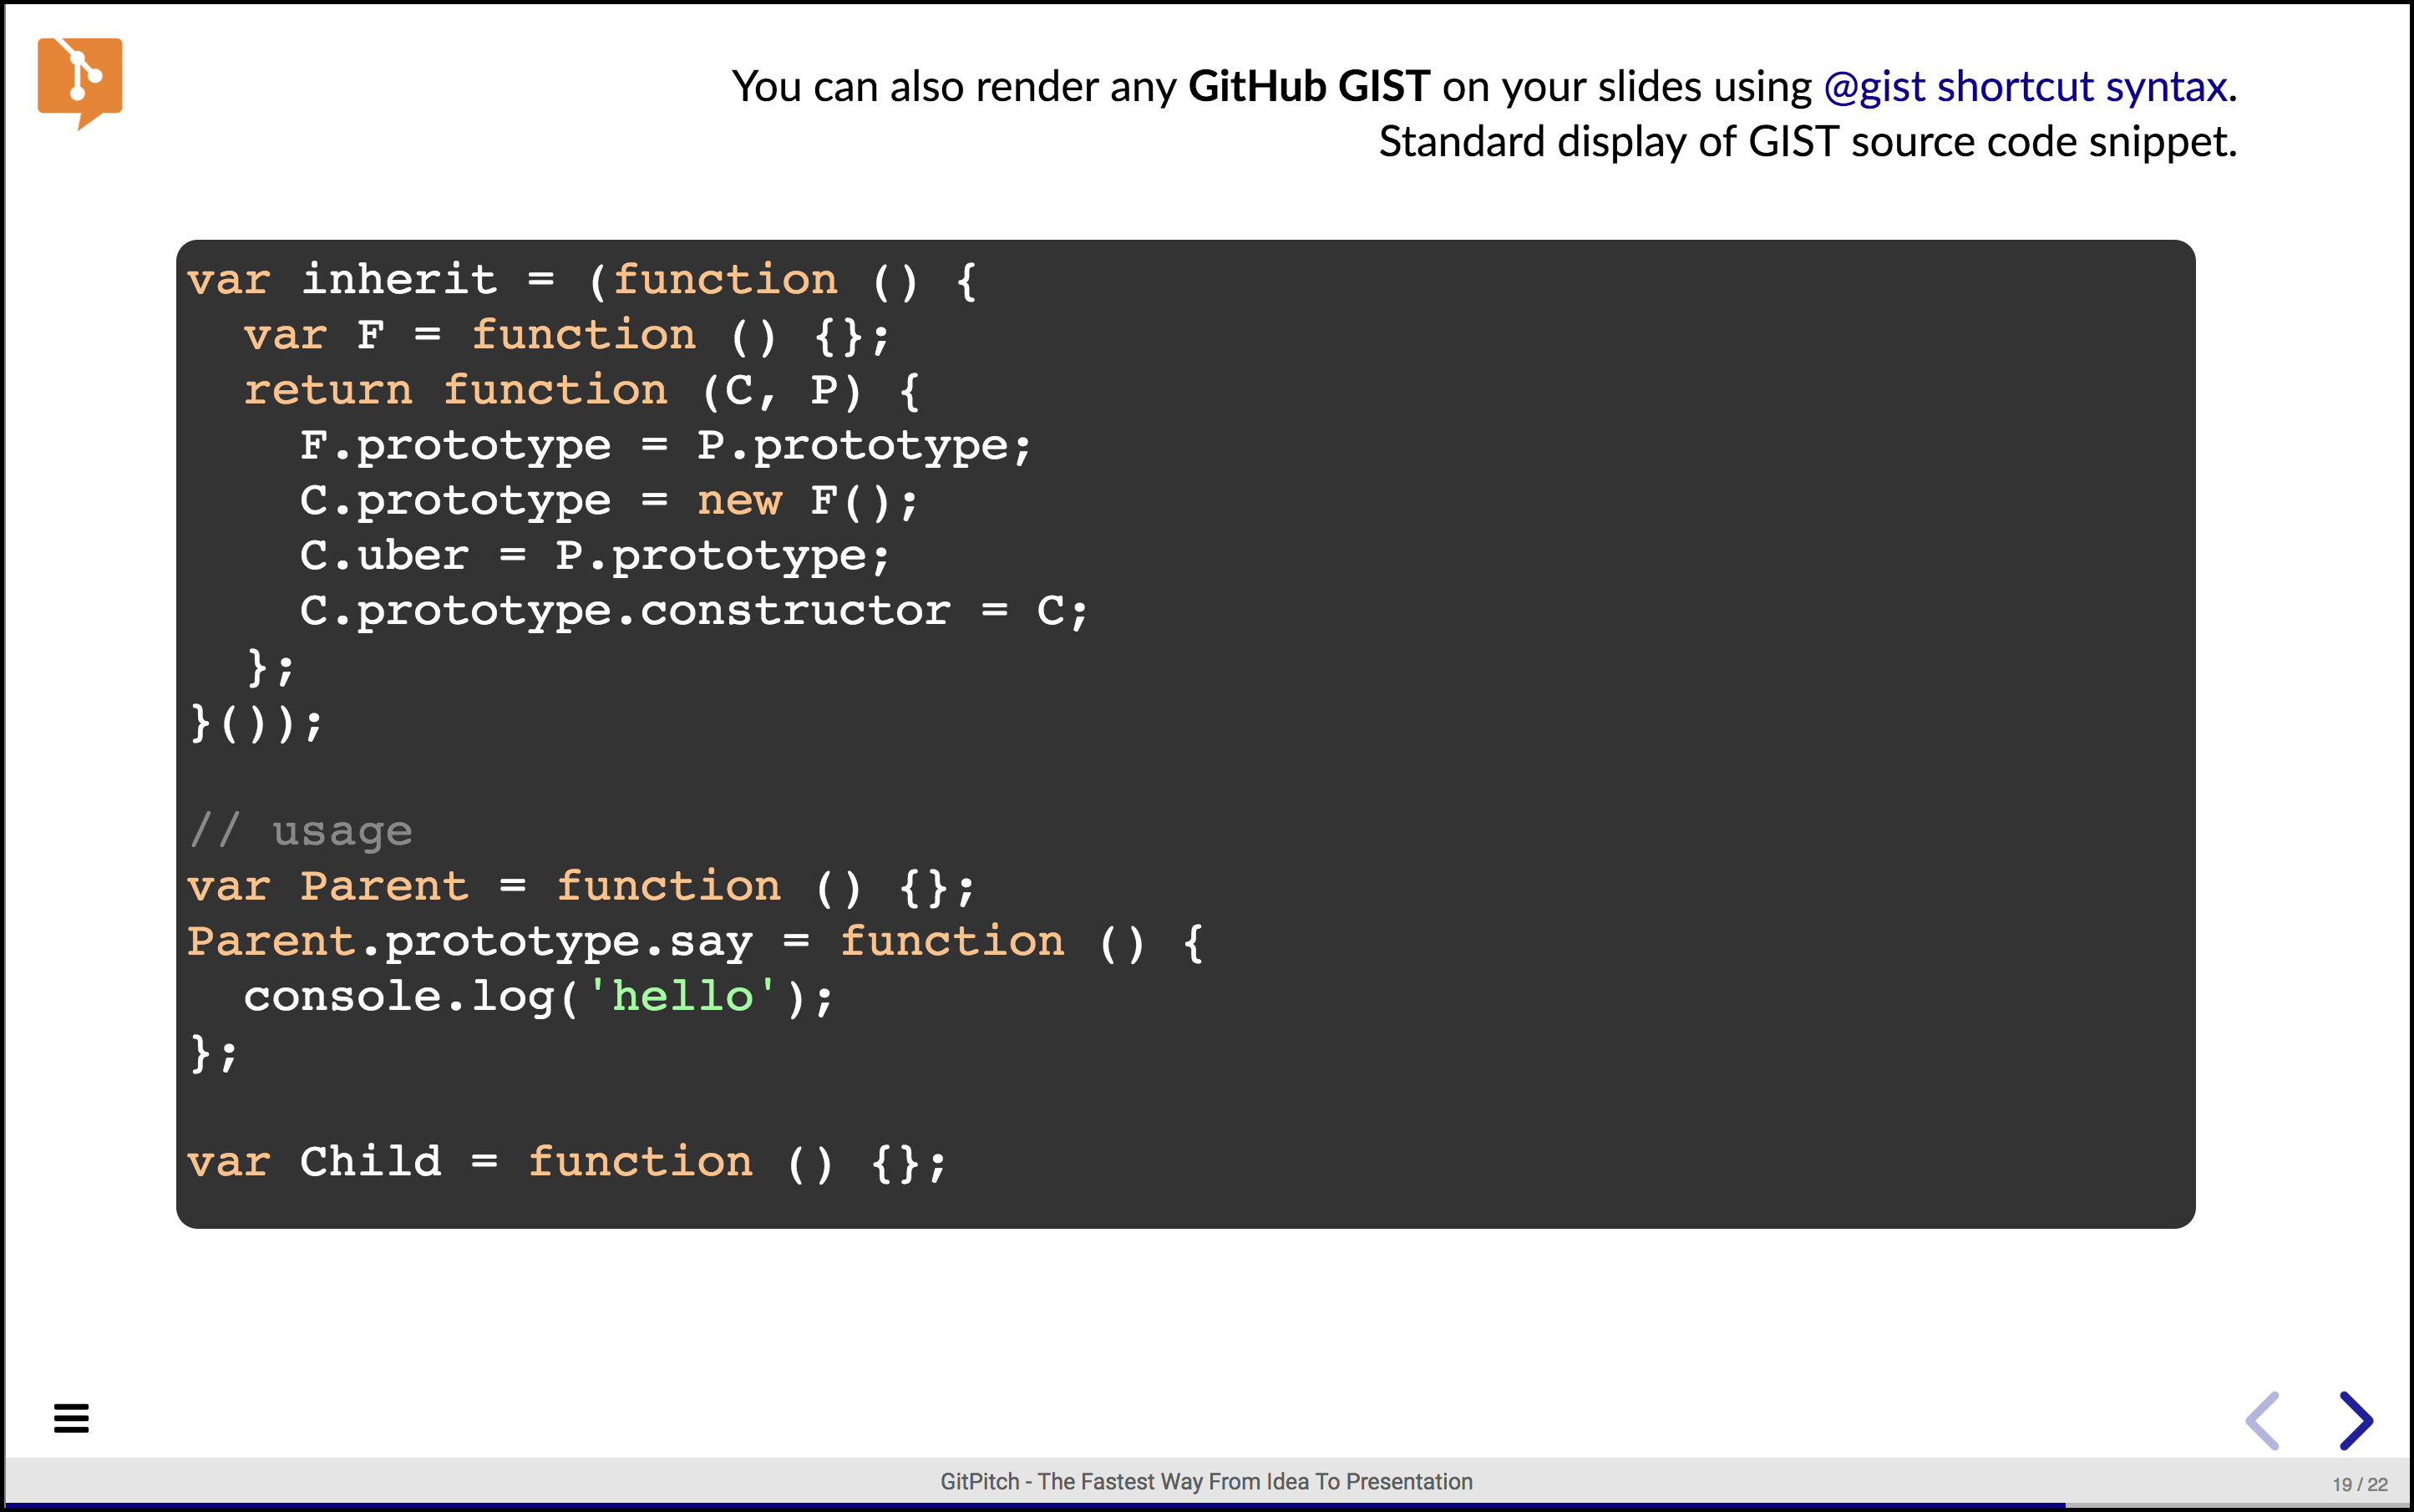 You can also render any GitHub GIST on your slides using @gist shortcut syntax.
Standard display of GIST source code snippet.
var inherit = (function () {
  var F = function () {};
  return function (C, P) {
    F.prototype = P.prototype;
    C.prototype = new F();
    C.uber = P.prototype;
    C.prototype.constructor = C;
  };
}());

// usage
var Parent = function () {};
Parent.prototype.say = function () {
  console.log('hello');
};

var Child = function () {};
GitPitch - The Fastest Way From Idea To Presentation
19 / 22